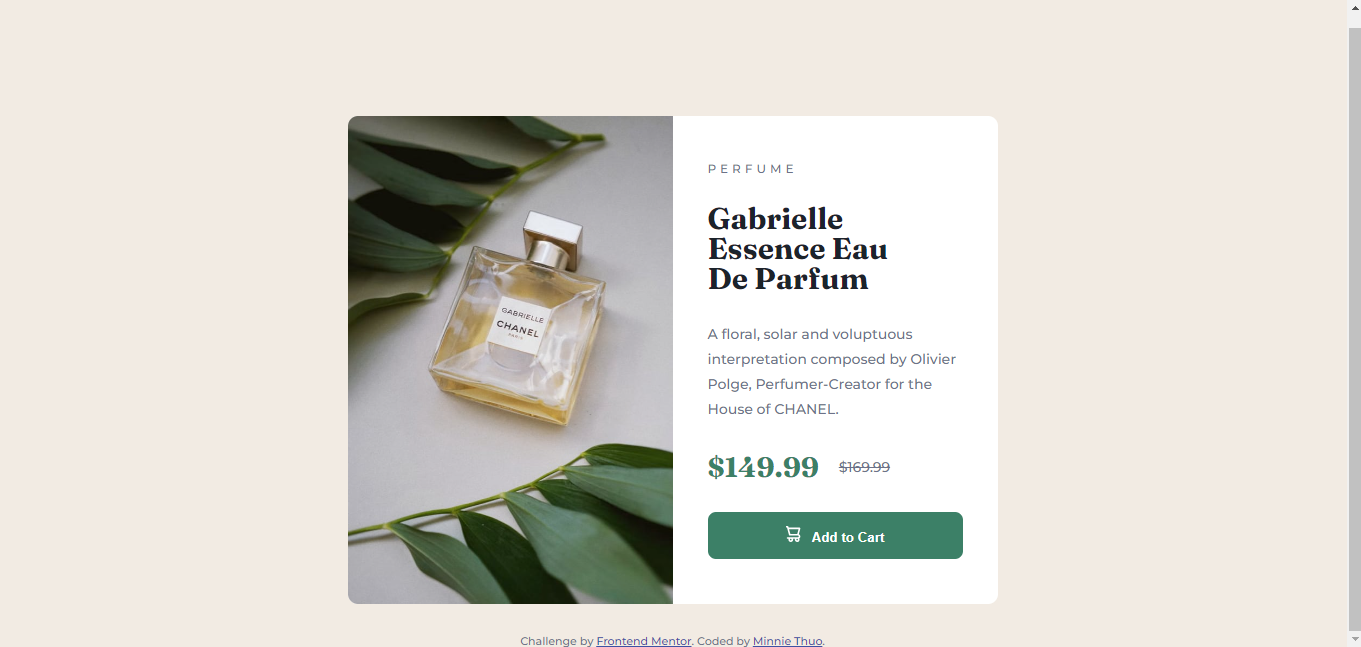 PERFUME
Gabrielle
Essence Eau
De Parfum
A floral, solar and voluptuous
interpretation composed by Olivier
Polge, Perfumer-Creator for the
House of CHANEL.
$149.99 $169.99
Add to Cart
GABRIELLE
CHANEL
PARIS
Challenge by Frontend Mentor. Coded by Minnie Thuo.